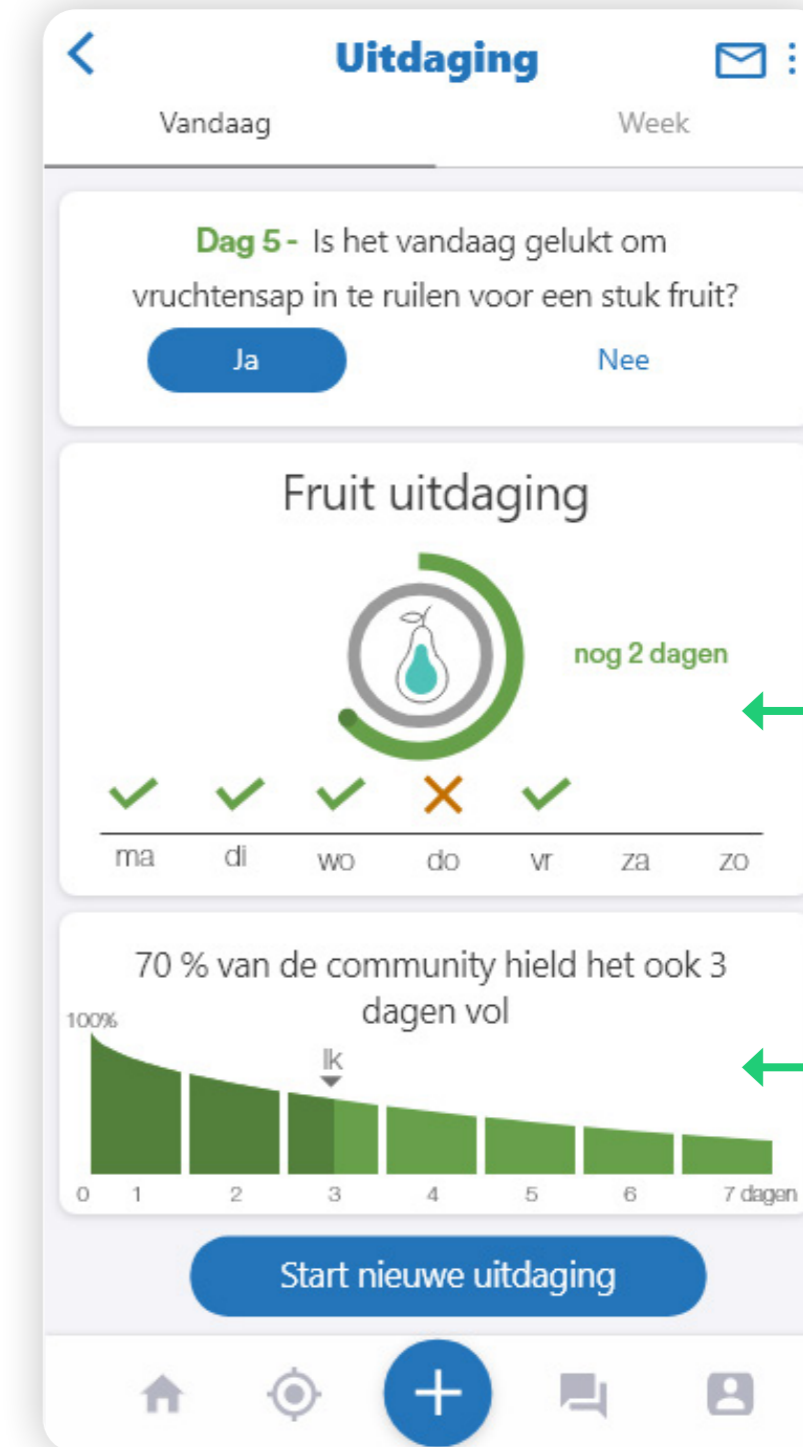 Uitdaging
Vandaag Week
Dag 5 - Is het vandaag gelukt om
vruchtensap in te ruilen voor een stuk fruit?
Ja Nee
Fruit uitdaging
nog 2 dagen
ma di wo do vr za zo
70 % van de community hield het ook 3
dagen vol
100%
Ik
0 1 2 3 4 5 6 7 dagen
Start nieuwe uitdaging